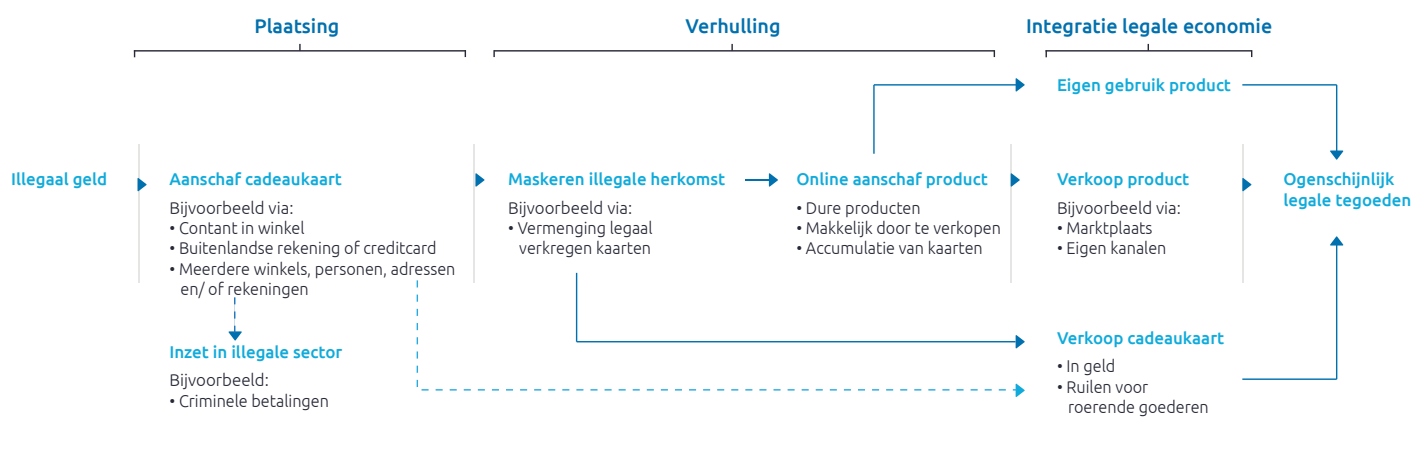 Plaatsing
Verhulling
Integratie legale economie
Eigen gebruik product
Illegaal geld
Aanschaf cadeaukaart
Bijvoorbeeld via:
• Contant in winkel
• Buitenlandse rekening of creditcard
• Meerdere winkels, personen, adressen
en/ of rekeningen
Inzet in illegale sector
Bijvoorbeeld:
• Criminele betalingen
Maskeren illegale herkomst
Bijvoorbeeld via:
• Vermenging legaal
verkregen kaarten
Online aanschaf product
• Dure producten
• Makkelijk door te verkopen
• Accumulatie van kaarten
Verkoop product
Bijvoorbeeld via:
• Marktplaats
• Eigen kanalen
Verkoop cadeaukaart
• In geld
• Ruilen voor
roerende goederen
Ogenschijnlijk
legale tegoeden